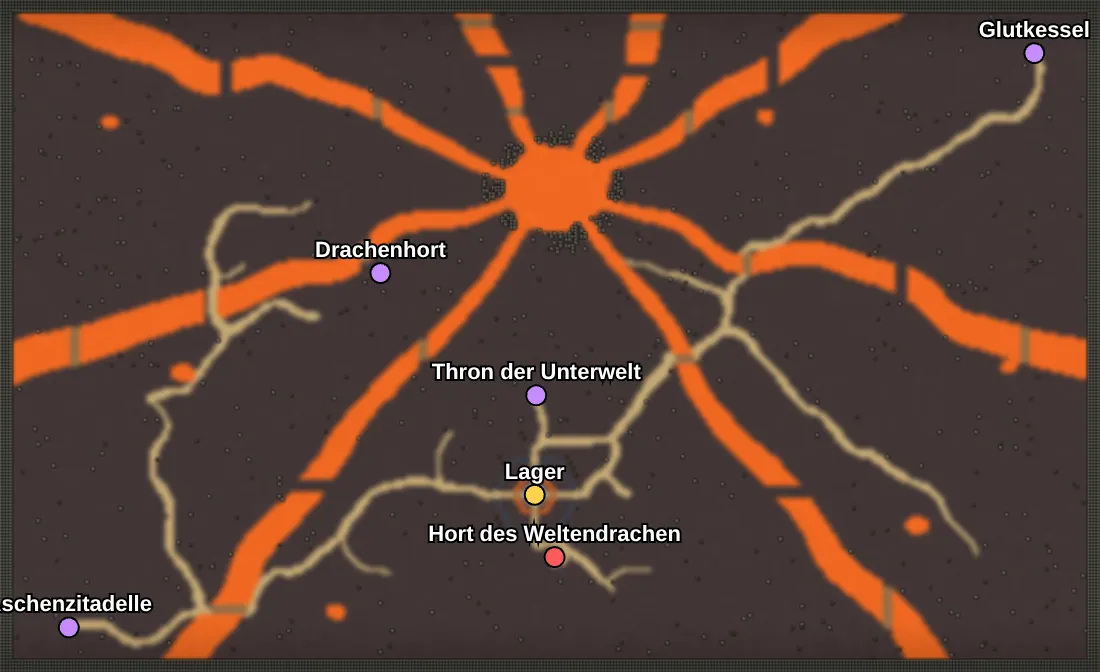 Glutkessel
Drachenhort
Thron der Unterwelt
Lager
Hort des Weltendrachen
schenzitadelle